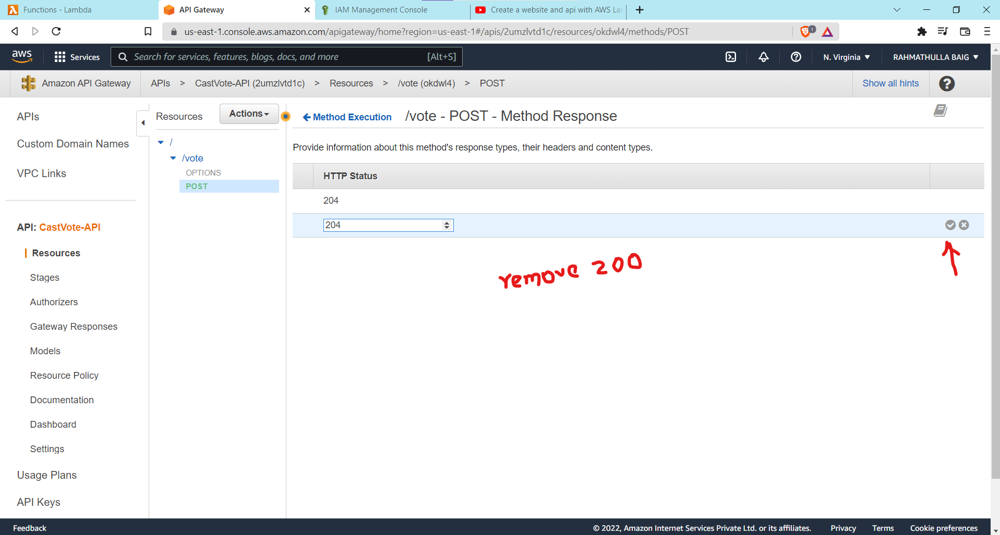 Functions - Lambda
API Gateway
IAM Management Console
Create a website and api with AWS La
us-east-1.console.aws.amazon.com/apigateway/home?region=us-east-1#/apis/2umzlvtd1c/resources/okdwl4/methods/POST
1
aws
Services
Search for services, features, blogs, docs, and more
[Alt+S]
N. Virginia
RAHMATHULLA BAIG
Amazon API Gateway
APIs > CastVote-API (2umzlvtd1c) > Resources > /vote (okdwl4) > POST
Show all hints
APIs
Custom Domain Names
VPC Links
API: CastVote-API
Resources
Stages
Authorizers
Gateway Responses
Models
Resource Policy
Documentation
Dashboard
Settings
Usage Plans
API Keys
Resources
Actions
/
/vote
OPTIONS
POST
Method Execution
/vote - POST - Method Response
Provide information about this method's response types, their headers and content types.
HTTP Status
204
204
remove 200
Feedback
© 2022, Amazon Internet Services Private Ltd. or its affiliates.
Privacy
Terms
Cookie preferences